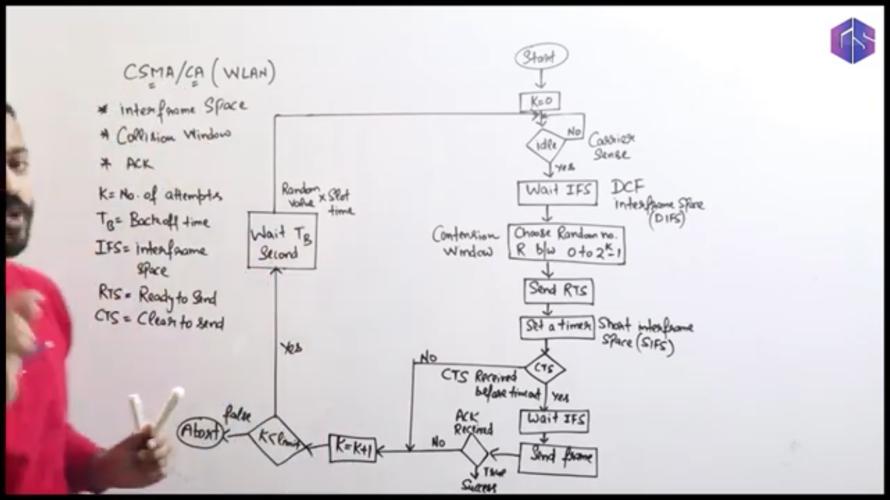 CSMA/CA (WLAN)
* Interframe Space
* Collision Window
* ACK
K = No. of attempts
TB = Back off time
IFS = interframe
space
RTS = Ready to Send
CTS = Clear to send
Start
K=0
idle
No
Carrier
Sense
Yes
Wait IFS
DCF
interframe Space
(DIFS)
Contension
Window
Choose Random no.
R b/w 0 to 2^K-1
Send RTS
Set a timer
Short interframe
Space (SIFS)
CTS
No
CTS Received
before timeout
Yes
Wait IFS
Send frame
ACK
Received
No
True
Success
K=K+1
K<limit
false
Abort
Yes
Wait TB
Second
Random
value × Slot
time